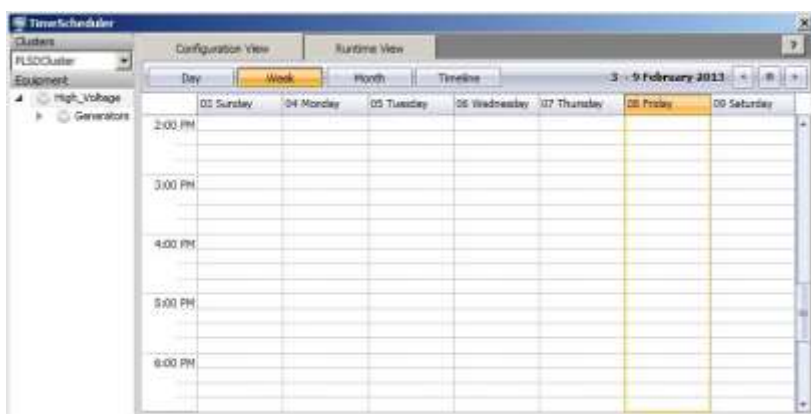 TimeScheduler
Clusters
Configuration View Runtime View ?
PLSDCluster
Equipment
Day Week Month Timeline 3 - 9 February 2013
High_Voltage
Generators
03 Sunday 04 Monday 05 Tuesday 06 Wednesday 07 Thursday 08 Friday 09 Saturday
2:00 PM
3:00 PM
4:00 PM
5:00 PM
6:00 PM